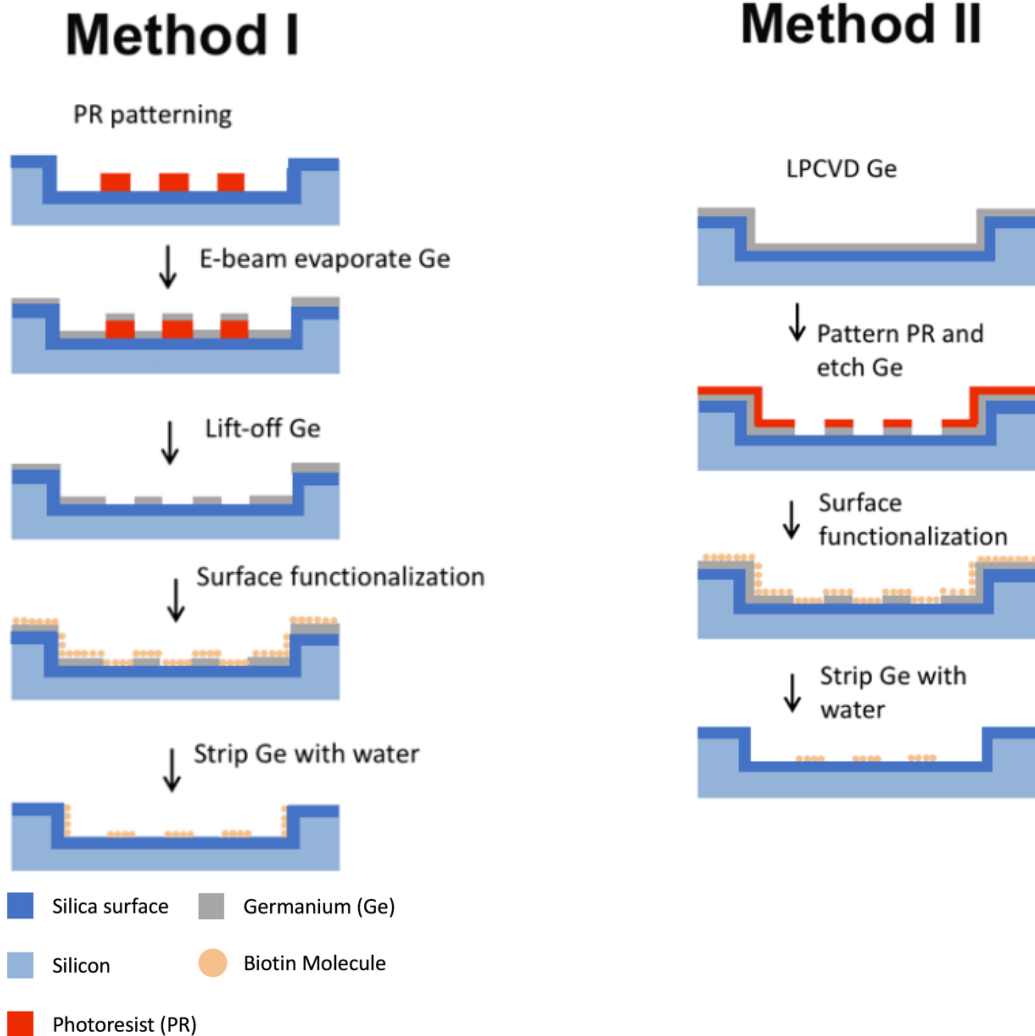 Method I
PR patterning
E-beam evaporate Ge
Lift-off Ge
Surface functionalization
Strip Ge with water
Method II
LPCVD Ge
Pattern PR and
etch Ge
Surface
functionalization
Strip Ge with
water
Silica surface
Germanium (Ge)
Silicon
Biotin Molecule
Photoresist (PR)